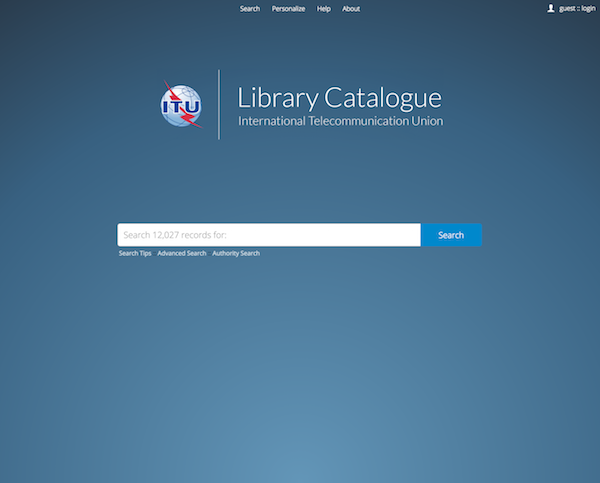 Search Personalize Help About
guest :: login
ITU
Library Catalogue
International Telecommunication Union
Search 12,027 records for:
Search
Search Tips Advanced Search Authority Search